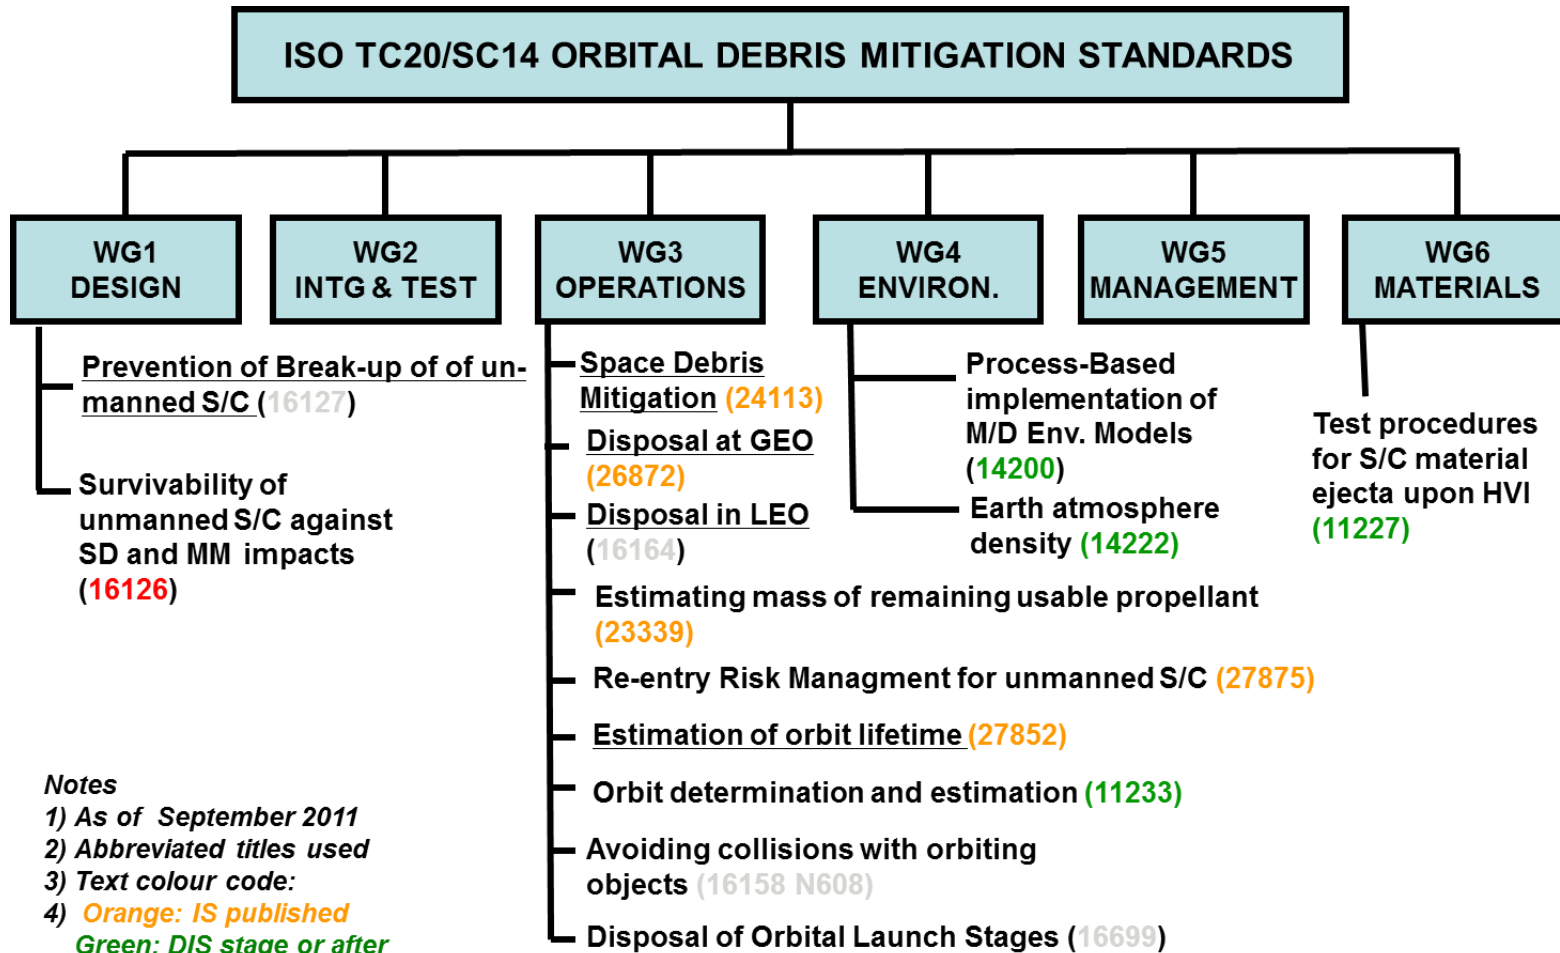 ISO TC20/SC14 ORBITAL DEBRIS MITIGATION STANDARDS
WG1
DESIGN
WG2
INTG & TEST
WG3
OPERATIONS
WG4
ENVIRON.
WG5
MANAGEMENT
WG6
MATERIALS
Prevention of Break-up of of un-
manned S/C (16127)
Survivability of
unmanned S/C against
SD and MM impacts
(16126)
Space Debris
Mitigation (24113)
Disposal at GEO
(26872)
Disposal in LEO
(16164)
Estimating mass of remaining usable propellant
(23339)
Re-entry Risk Managment for unmanned S/C (27875)
Estimation of orbit lifetime (27852)
Orbit determination and estimation (11233)
Avoiding collisions with orbiting
objects (16158 N608)
Disposal of Orbital Launch Stages (16699)
Process-Based
implementation of
M/D Env. Models
(14200)
Earth atmosphere
density (14222)
Test procedures
for S/C material
ejecta upon HVI
(11227)
Notes
1) As of September 2011
2) Abbreviated titles used
3) Text colour code:
4) Orange: IS published
Green: DIS stage or after